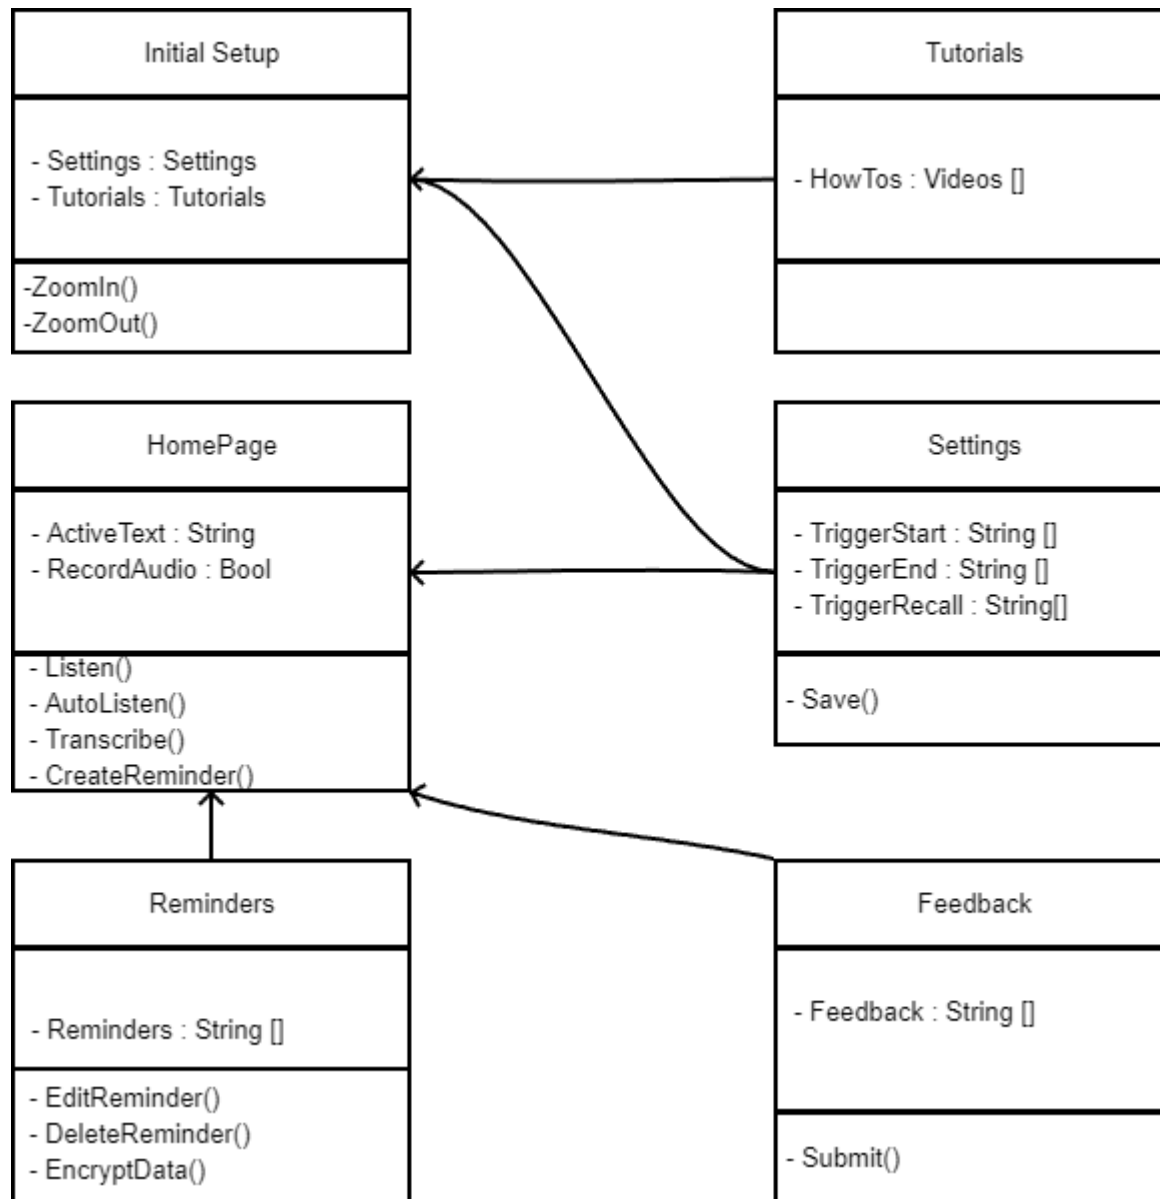 Initial Setup
- Settings : Settings
- Tutorials : Tutorials
-ZoomIn()
-ZoomOut()
Tutorials
- HowTos : Videos []
HomePage
- ActiveText : String
- RecordAudio : Bool
- Listen()
- AutoListen()
- Transcribe()
- CreateReminder()
Settings
- TriggerStart : String []
- TriggerEnd : String []
- TriggerRecall : String[]
- Save()
Reminders
- Reminders : String []
- EditReminder()
- DeleteReminder()
- EncryptData()
Feedback
- Feedback : String []
- Submit()